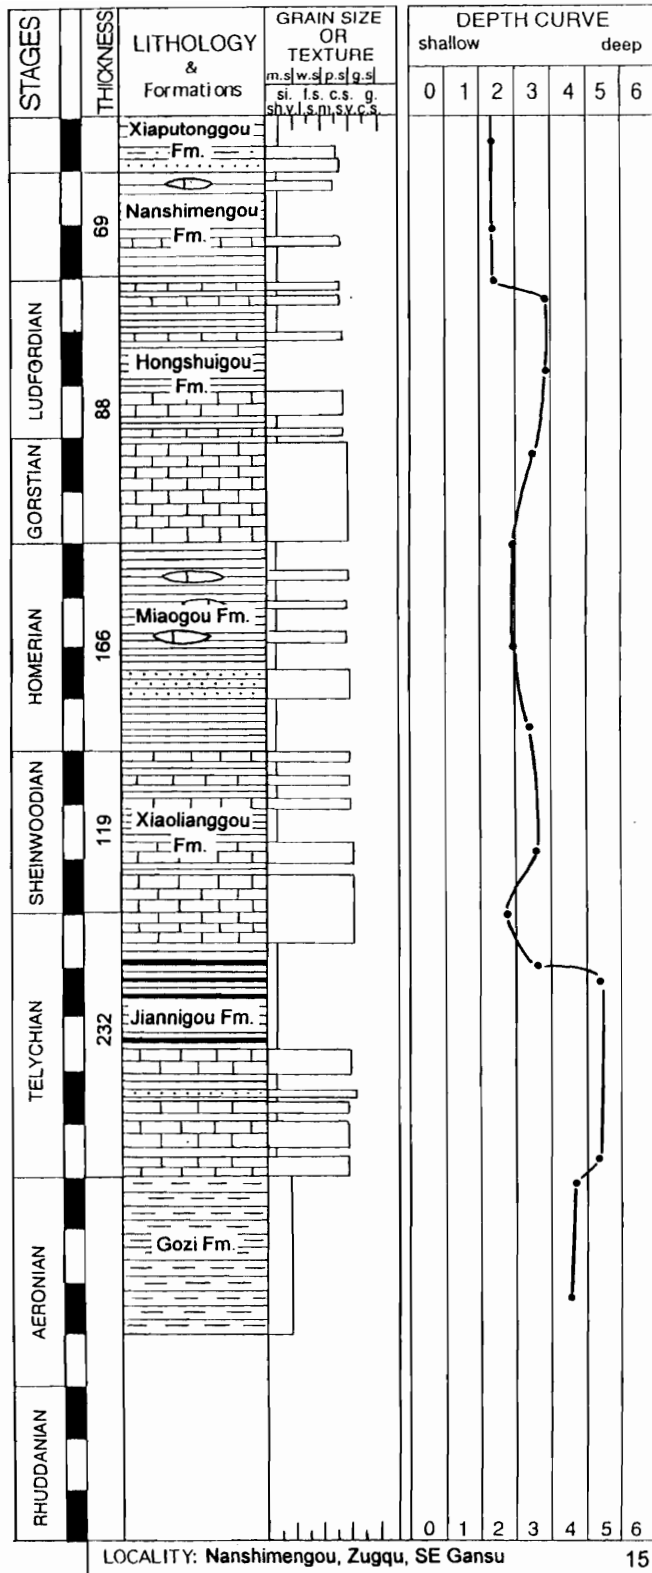 STAGES
THICKNESS
LITHOLOGY
&
Formations
GRAIN SIZE
OR
TEXTURE
m.s w.s p.s g.s
si. f.s. c.s. g.
sh.v. l.s.m.s.v.c.s.
DEPTH CURVE
shallow deep
0 1 2 3 4 5 6
Xiaputonggou
Fm.
Nanshimengou
Fm.
69
LUDFORDIAN
Hongshuigou
Fm.
88
GORSTIAN
HOMERIAN
Miaogou Fm.
166
SHEINWOODIAN
Xiaolianggou
Fm.
119
TELYCHIAN
Jiannigou Fm.
232
AERONIAN
Gozi Fm.
RHUDDANIAN
0 1 2 3 4 5 6
LOCALITY: Nanshimengou, Zugqu, SE Gansu 15